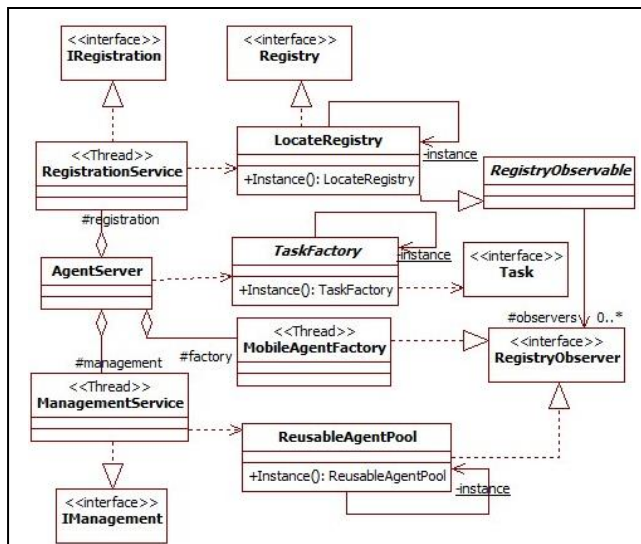 <<interface>>
IRegistration
<<interface>>
Registry
<<Thread>>
RegistrationService
LocateRegistry
-instance
+Instance(): LocateRegistry
RegistryObservable
#registration
AgentServer
TaskFactory
-instance
+Instance(): TaskFactory
<<interface>>
Task
#observers 0..*
<<Thread>>
MobileAgentFactory
#factory
<<interface>>
RegistryObserver
#management
<<Thread>>
ManagementService
ReusableAgentPool
+Instance(): ReusableAgentPool
-instance
<<interface>>
IManagement